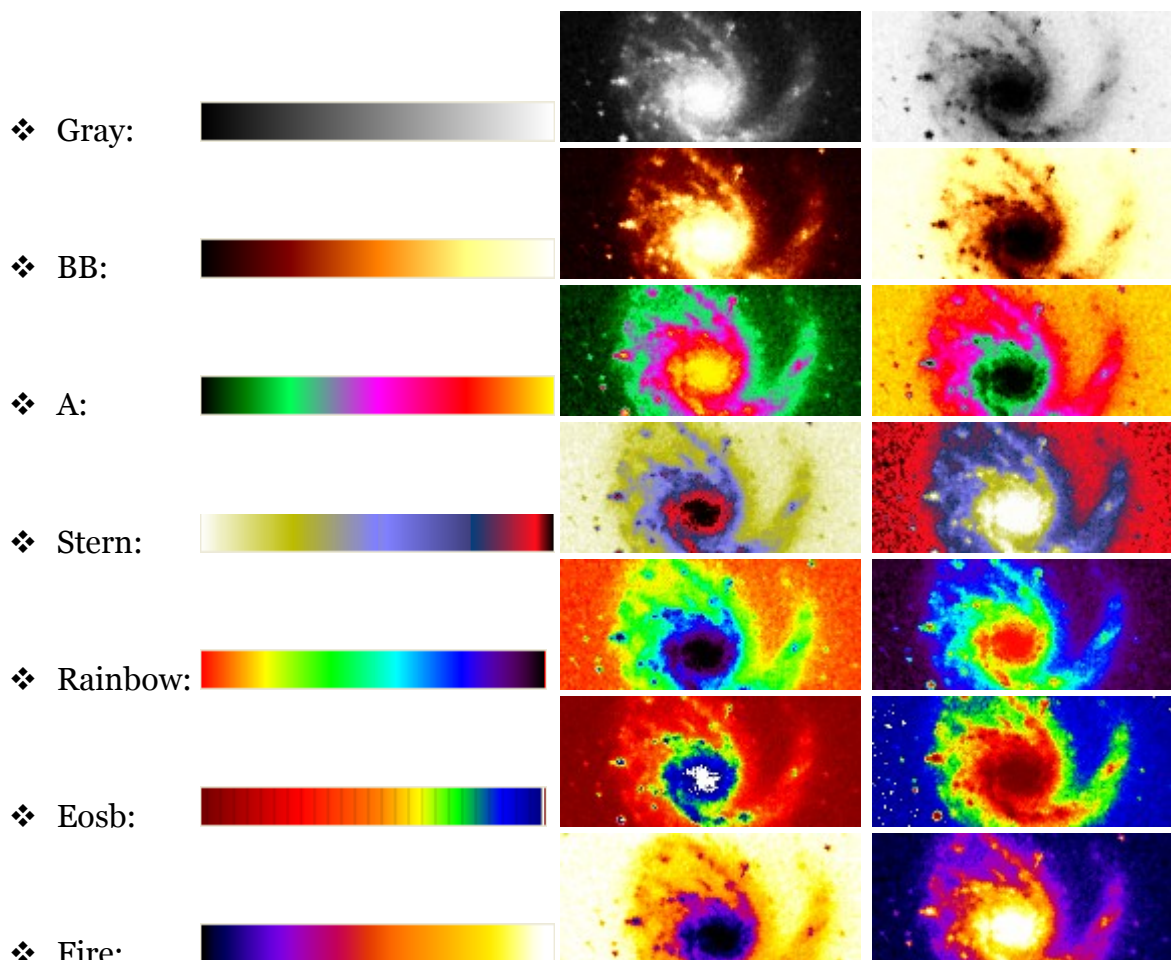 ❖ Gray:
❖ BB:
❖ A:
❖ Stern:
❖ Rainbow:
❖ Eosb:
❖ Fire: